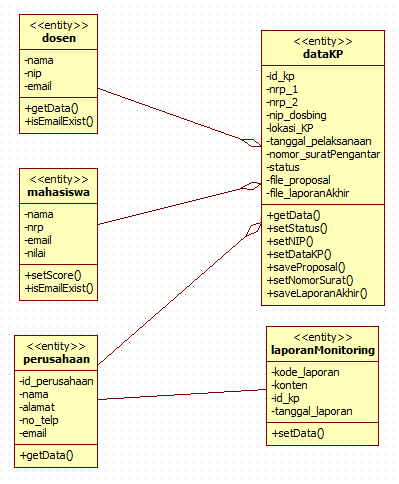 <<entity>>
dosen
-nama
-nip
-email
+getData()
+isEmailExist()
<<entity>>
mahasiswa
-nama
-nrp
-email
-nilai
+setScore()
+isEmailExist()
<<entity>>
perusahaan
-id_perusahaan
-nama
-alamat
-no_telp
-email
+getData()
<<entity>>
dataKP
-id_kp
-nrp_1
-nrp_2
-nip_dosbing
-lokasi_KP
-tanggal_pelaksanaan
-nomor_suratPengantar
-status
-file_proposal
-file_laporanAkhir
+getData()
+setStatus()
+setNIP()
+setDataKP()
+saveProposal()
+setNomorSurat()
+saveLaporanAkhir()
<<entity>>
laporanMonitoring
-kode_laporan
-konten
-id_kp
-tanggal_laporan
+setData()